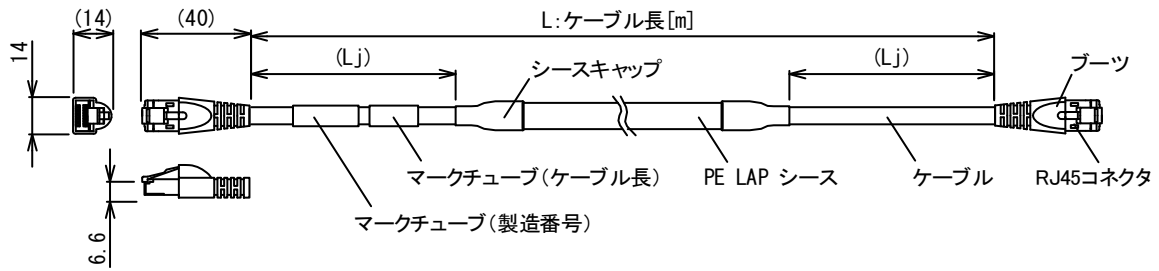 (14)
(40)
L:ケーブル長[m]
14
(Lj)
シースキャップ
(Lj)
ブーツ
マークチューブ(ケーブル長)
PE LAP シース
ケーブル
RJ45コネクタ
マークチューブ(製造番号)
6.6